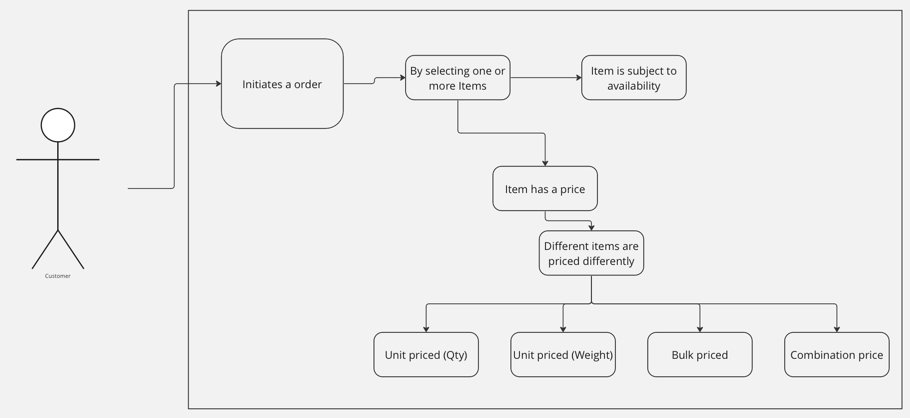 Initiates a order
By selecting one or
more Items
Item is subject to
availability
Customer
Item has a price
Different items are
priced differently
Unit priced (Qty)
Unit priced (Weight)
Bulk priced
Combination price